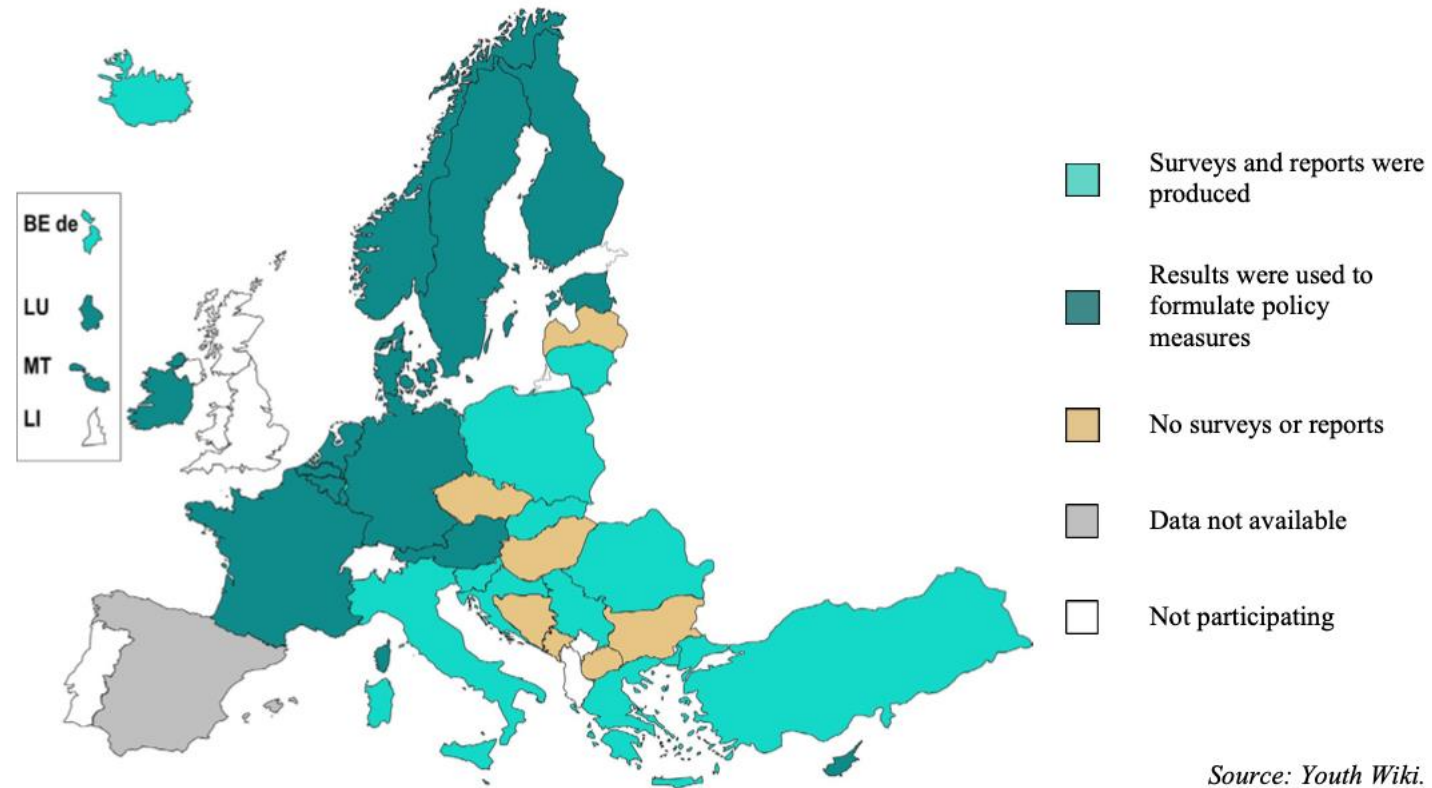 BE de
LU
MT
LI
Surveys and reports were
produced
Results were used to
formulate policy
measures
No surveys or reports
Data not available
Not participating
Source: Youth Wiki.